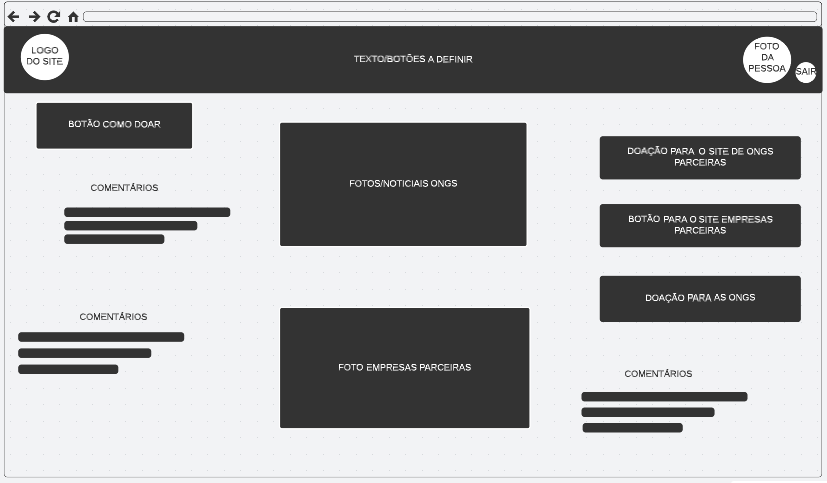 LOGO
DO SITE
TEXTO/BOTÕES A DEFINIR
FOTO
DA
PESSOA
SAIR
BOTÃO COMO DOAR
COMENTÁRIOS
COMENTÁRIOS
FOTOS/NOTICIAIS ONGS
FOTO EMPRESAS PARCEIRAS
DOAÇÃO PARA O SITE DE ONGS
PARCEIRAS
BOTÃO PARA O SITE EMPRESAS
PARCEIRAS
DOAÇÃO PARA AS ONGS
COMENTÁRIOS